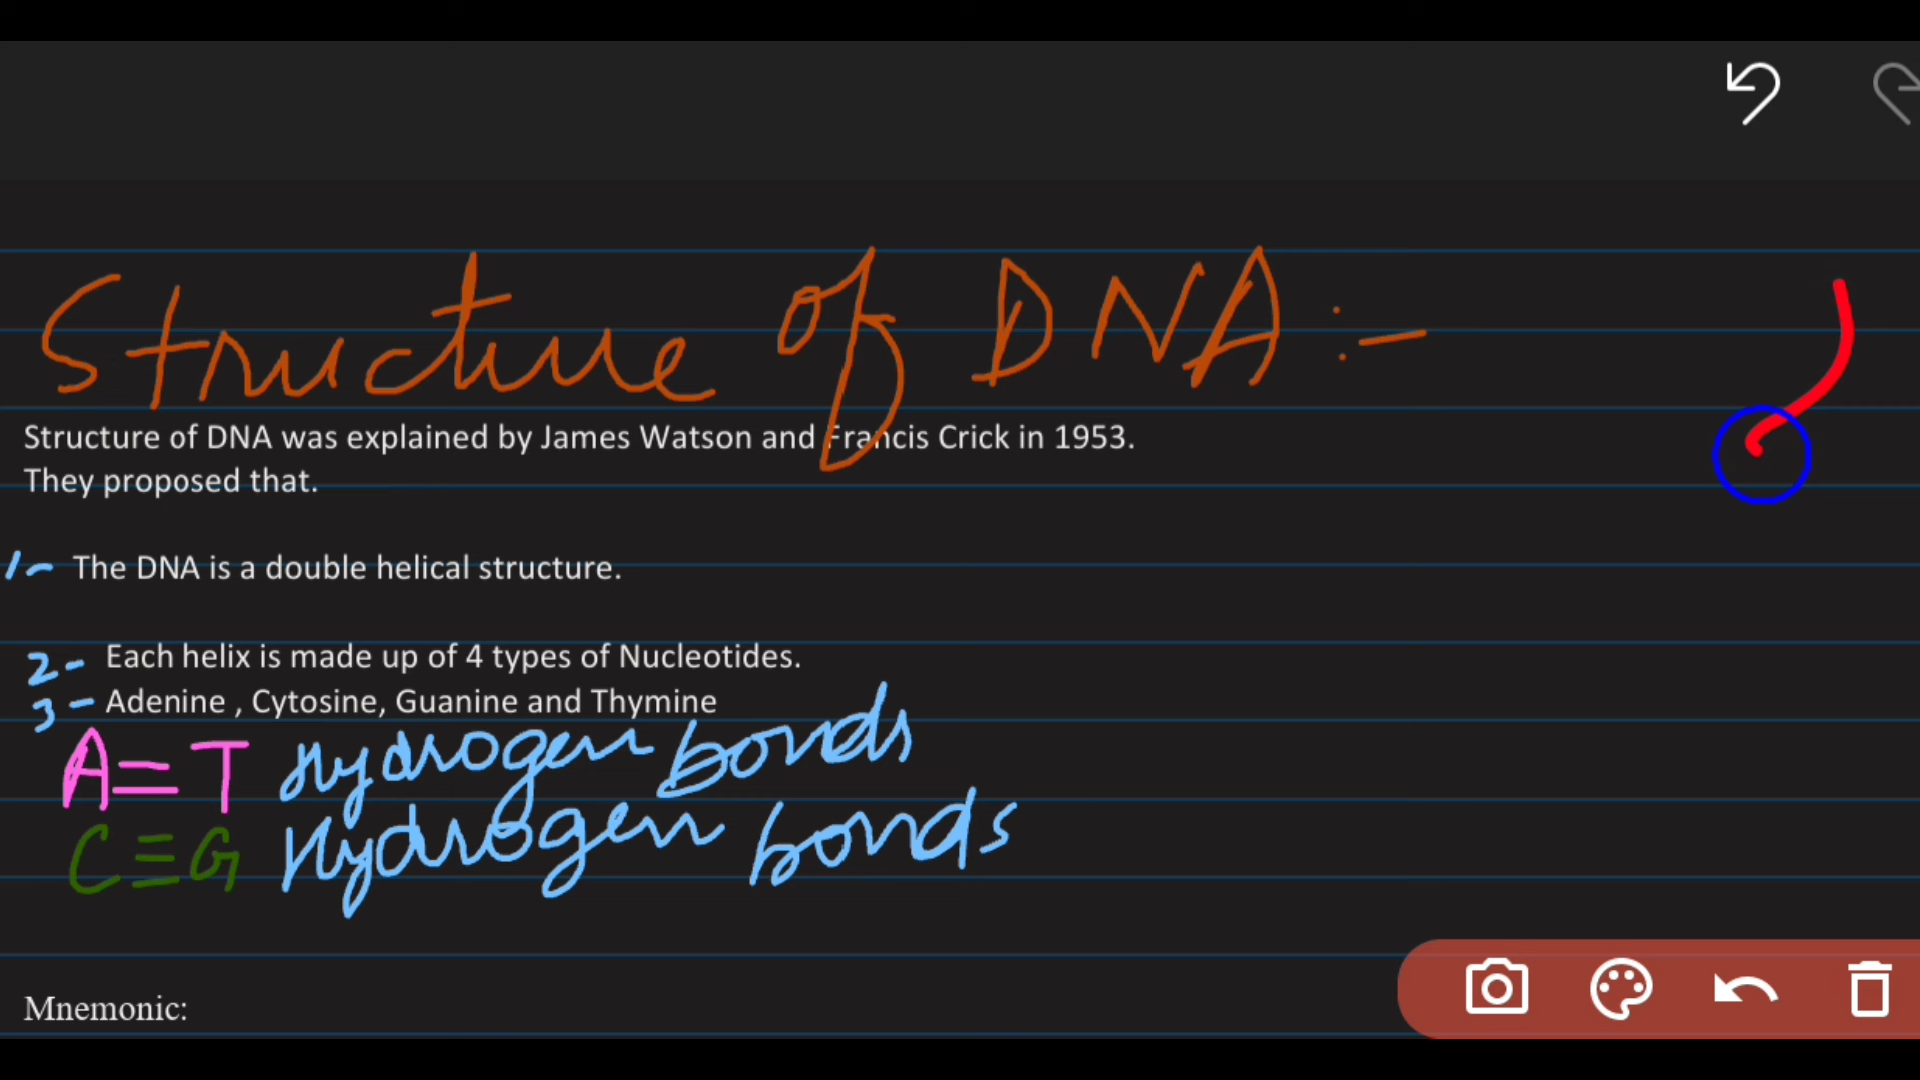 Structure of DNA :-
Structure of DNA was explained by James Watson and Francis Crick in 1953.
They proposed that.
1- The DNA is a double helical structure.
2- Each helix is made up of 4 types of Nucleotides.
3- Adenine , Cytosine, Guanine and Thymine
A=T Hydrogen bonds
C≡G Hydrogen bonds
Mnemonic: